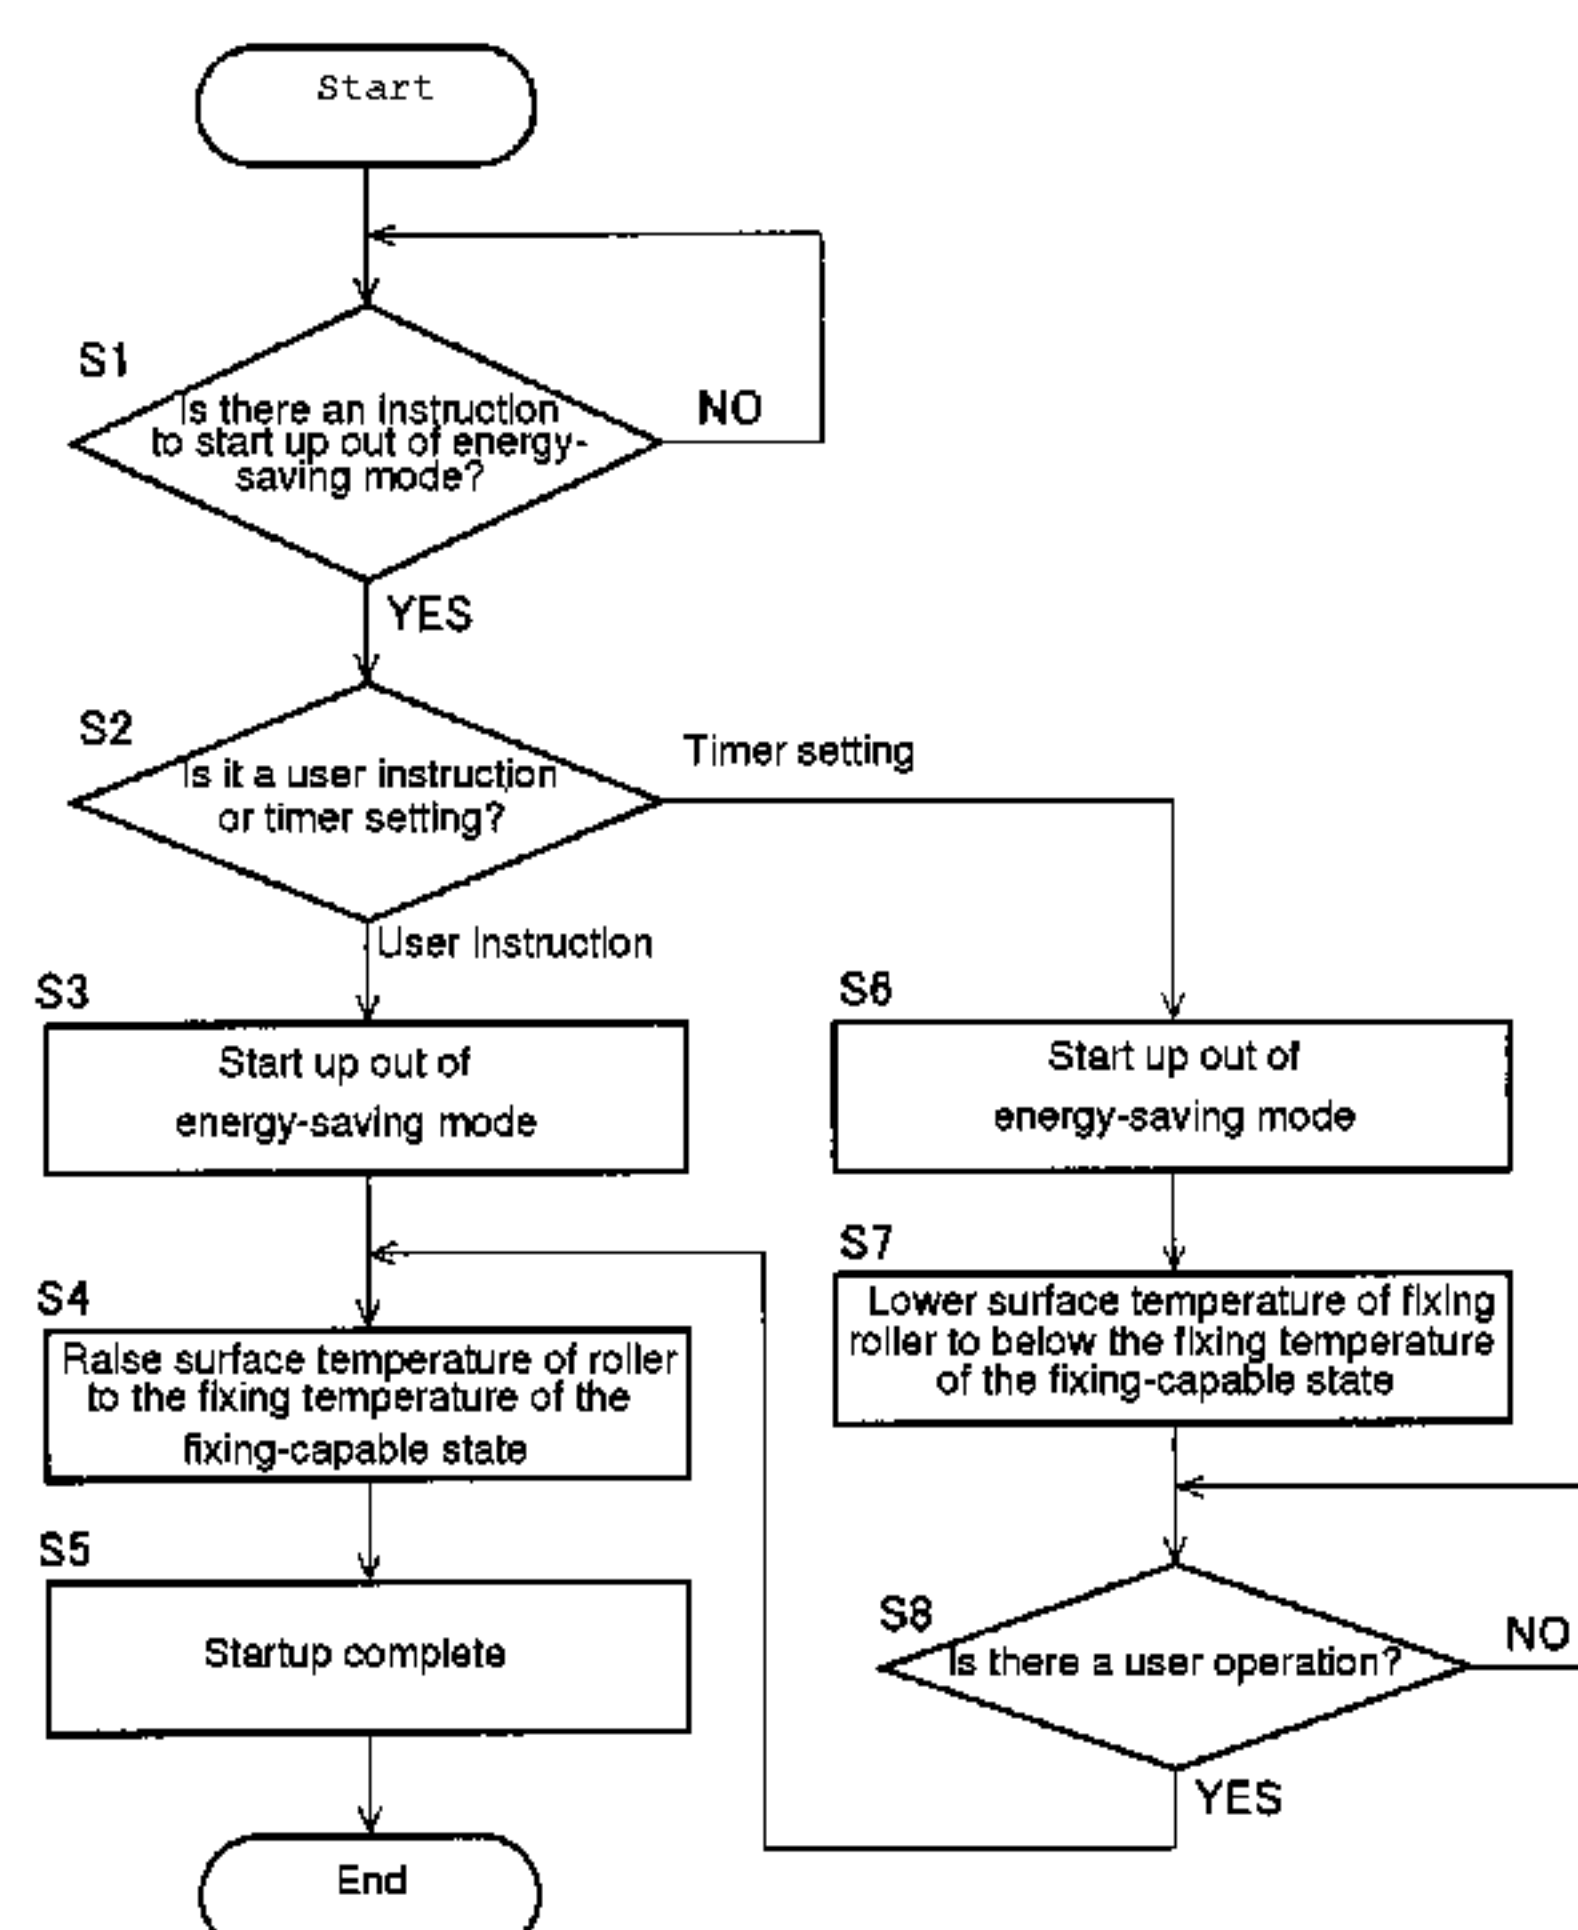 Start
S1
Is there an instruction
to start up out of energy-
saving mode?
NO
YES
S2
Is it a user instruction
or timer setting?
Timer setting
User Instruction
S3
Start up out of
energy-saving mode
S6
Start up out of
energy-saving mode
S4
Raise surface temperature of roller
to the fixing temperature of the
fixing-capable state
S7
Lower surface temperature of fixing
roller to below the fixing temperature
of the fixing-capable state
S5
Startup complete
S8
Is there a user operation?
NO
YES
End